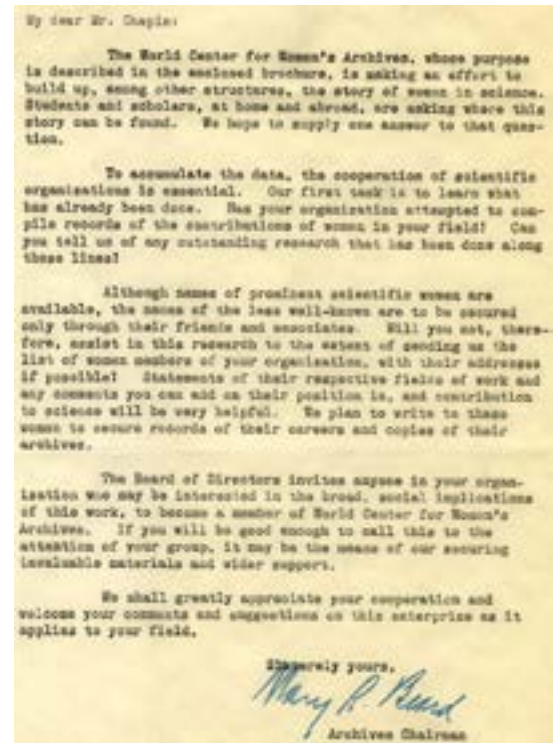 My dear Mr. Chapin:
The World Center for Women's Archives, whose purpose
is described in the enclosed brochure, is making an effort to
build up, among other structures, the story of women in science.
Students and scholars, at home and abroad, are asking where this
story can be found. We hope to supply one answer to that ques-
tion.
To accumulate the data, the cooperation of scientific
organizations is essential. Our first task is to learn what
has already been done. Has your organization attempted to com-
pile records of the contributions of women in your field? Can
you tell us of any outstanding research that has been done along
these lines?
Although names of prominent scientific women are
available, the names of the less well-known are to be secured
only through their friends and associates. Will you not, there-
fore, assist in this research to the extent of sending us the
list of women members of your organization, with their addresses
if possible? Statements of their respective fields of work and
any comments you can add on their position in, and contribution
to science will be very helpful. We plan to write to these
women to secure records of their careers and copies of their
archives.
The Board of Directors invites anyone in your organ-
ization who may be interested in the broad, social implications
of this work, to become a member of World Center for Women's
Archives. If you will be good enough to call this to the
attention of your group, it may be the means of our securing
invaluable materials and wider support.
We shall greatly appreciate your cooperation and
welcome your comments and suggestions on this enterprise as it
applies to your field.
Sincerely yours,
Mary R. Beard
Archives Chairman